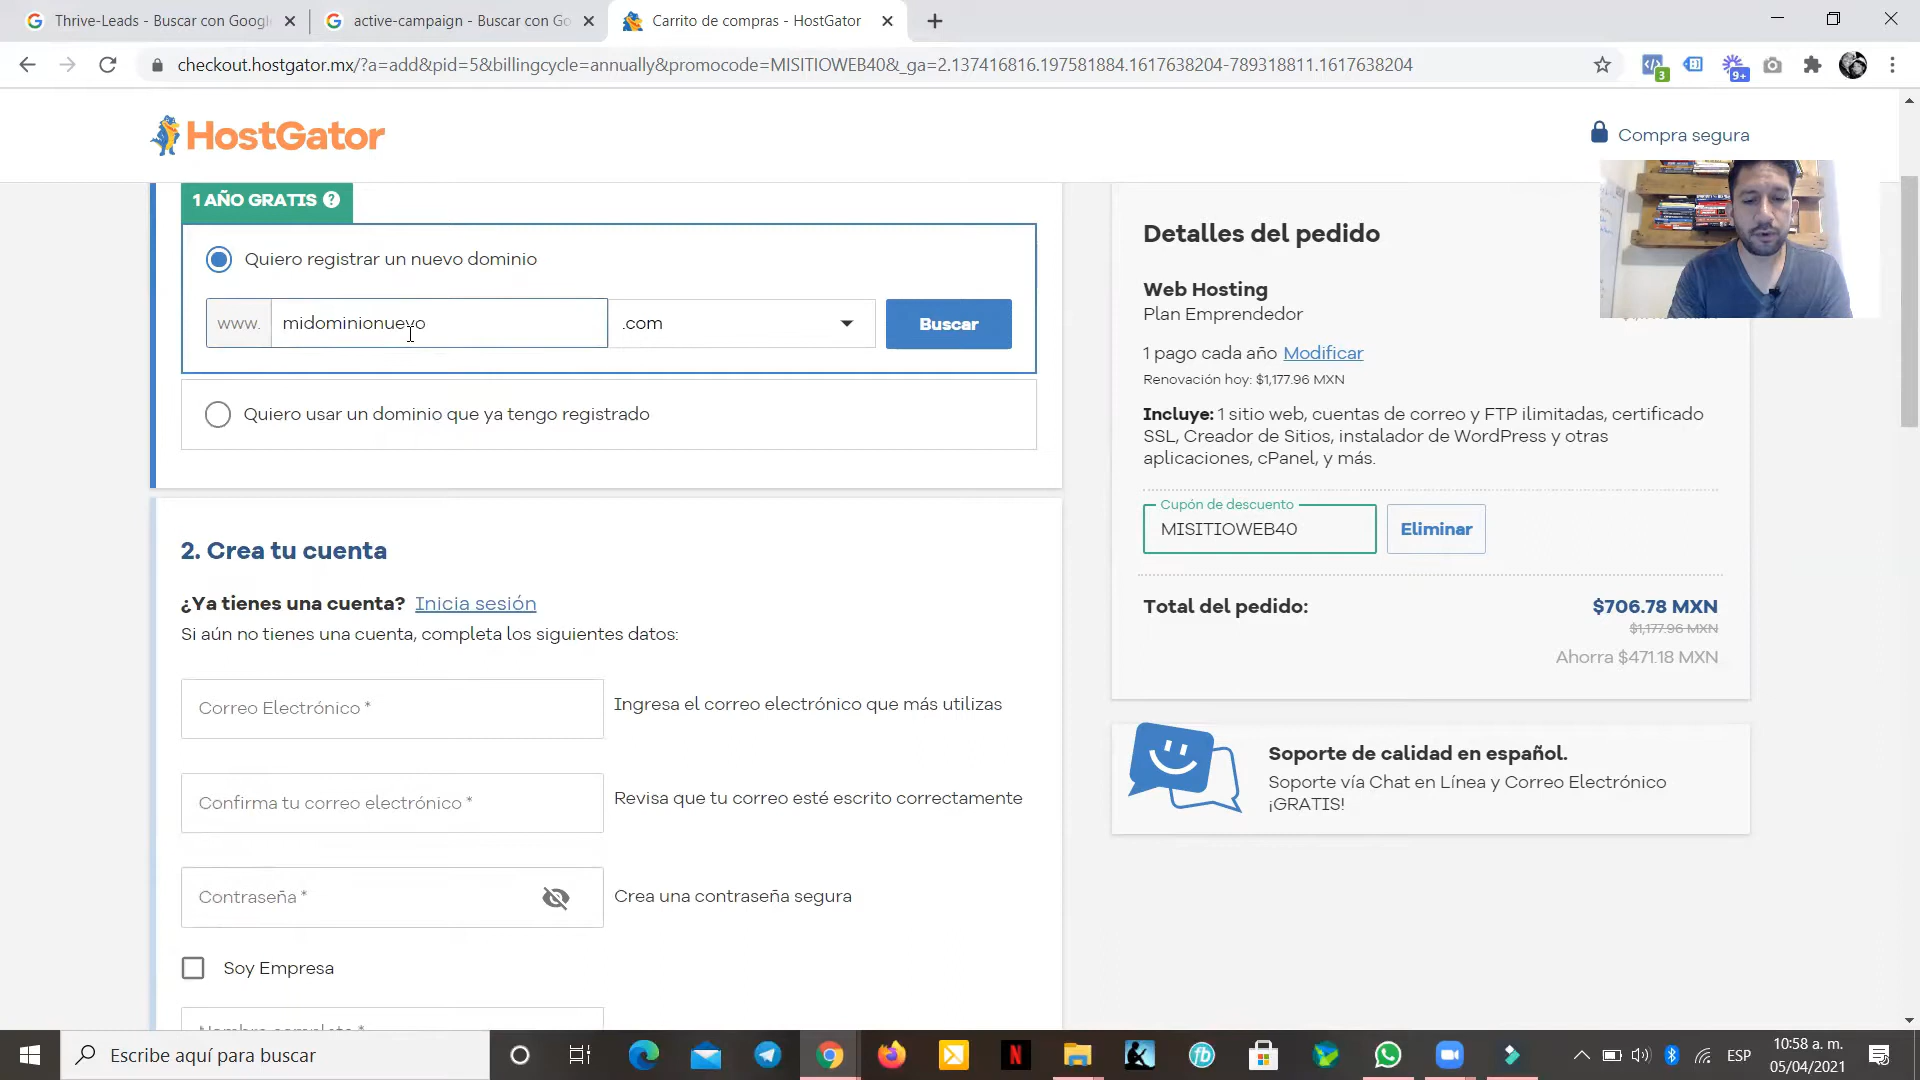 Thrive-Leads - Buscar con Google
active-campaign - Buscar con Go
Carrito de compras - HostGator
checkout.hostgator.mx/?a=add&pid=5&billingcycle=annually&promocode=MISITIOWEB40&_ga=2.137416816.197581884.1617638204-789318811.1617638204
3
9+
HostGator
Compra segura
1 AÑO GRATIS ?
Quiero registrar un nuevo dominio
www. midominionuevo .com Buscar
Quiero usar un dominio que ya tengo registrado
2. Crea tu cuenta
¿Ya tienes una cuenta? Inicia sesión
Si aún no tienes una cuenta, completa los siguientes datos:
Correo Electrónico *
Ingresa el correo electrónico que más utilizas
Confirma tu correo electrónico *
Revisa que tu correo esté escrito correctamente
Contraseña *
Crea una contraseña segura
Soy Empresa
Nombre completo *
Detalles del pedido
Web Hosting
Plan Emprendedor
1 pago cada año Modificar
Renovación hoy: $1,177.96 MXN
Incluye: 1 sitio web, cuentas de correo y FTP ilimitadas, certificado
SSL, Creador de Sitios, instalador de WordPress y otras
aplicaciones, cPanel, y más.
Cupón de descuento
MISITIOWEB40
Eliminar
Total del pedido:
$706.78 MXN
$1,177.96 MXN
Ahorra $471.18 MXN
Soporte de calidad en español.
Soporte vía Chat en Línea y Correo Electrónico
¡GRATIS!
Escribe aquí para buscar
N
fb
ESP
10:58 a. m.
05/04/2021